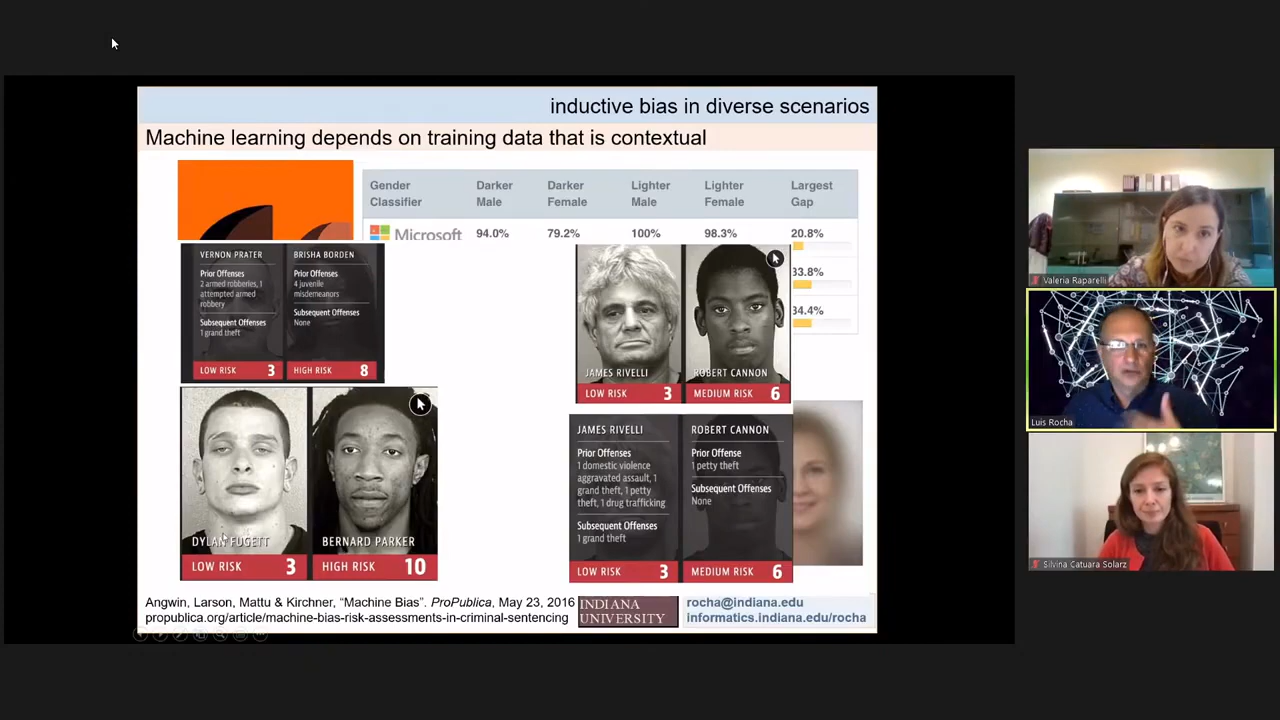 inductive bias in diverse scenarios
Machine learning depends on training data that is contextual
Gender
Classifier
Darker
Male
Darker
Female
Lighter
Male
Lighter
Female
Largest
Gap
Microsoft
94.0%
79.2%
100%
98.3%
20.8%
33.8%
34.4%
VERNON PRATER
Prior Offenses
2 armed robberies, 1
attempted armed
robbery
Subsequent Offenses
1 grand theft
LOW RISK 3
BRISHA BORDEN
Prior Offenses
4 juvenile
misdemeanors
Subsequent Offenses
None
HIGH RISK 8
JAMES RIVELLI
LOW RISK 3
ROBERT CANNON
MEDIUM RISK 6
DYLAN FUGETT
LOW RISK 3
BERNARD PARKER
HIGH RISK 10
JAMES RIVELLI
Prior Offenses
1 domestic violence
aggravated assault, 1
grand theft, 1 petty
theft, 1 drug trafficking
Subsequent Offenses
1 grand theft
LOW RISK 3
ROBERT CANNON
Prior Offense
1 petty theft
Subsequent Offenses
None
MEDIUM RISK 6
Angwin, Larson, Mattu & Kirchner, “Machine Bias”. ProPublica, May 23, 2016
propublica.org/article/machine-bias-risk-assessments-in-criminal-sentencing
INDIANA
UNIVERSITY
rocha@indiana.edu
informatics.indiana.edu/rocha
Valeria Raparelli
Luis Rocha
Silvina Catuara Solarz